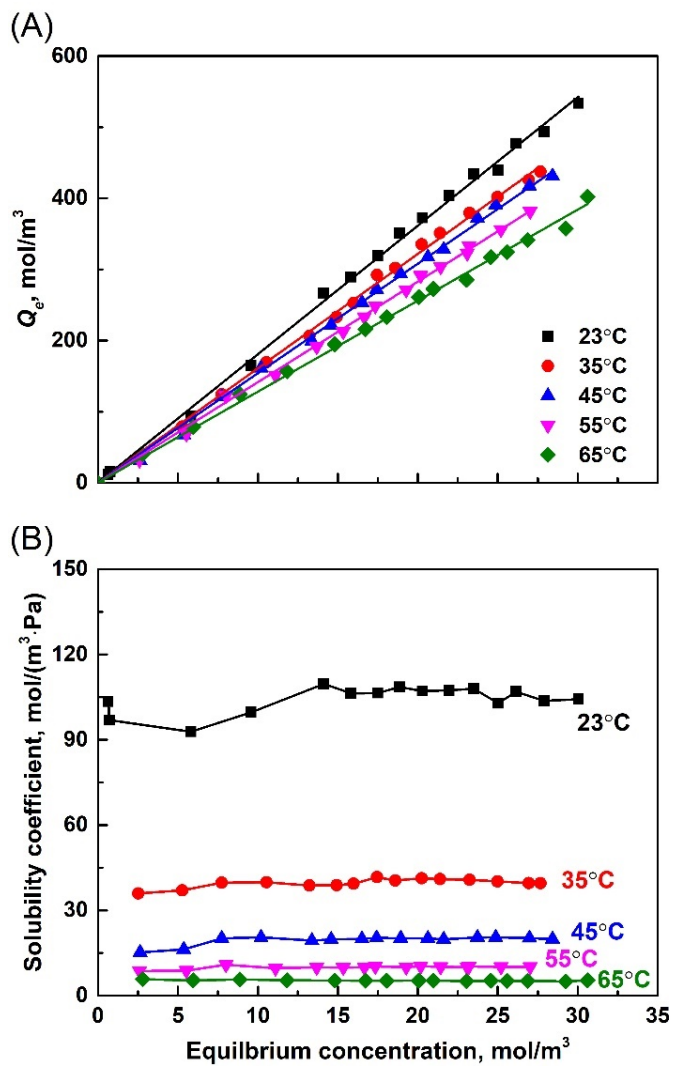 (A)
600
400
200
0
Qₑ, mol/m³
23°C
35°C
45°C
55°C
65°C
(B)
150
120
90
60
30
0
Solubility coefficient, mol/(m³·Pa)
23°C
35°C
45°C
55°C
65°C
0 5 10 15 20 25 30 35
Equilbrium concentration, mol/m³